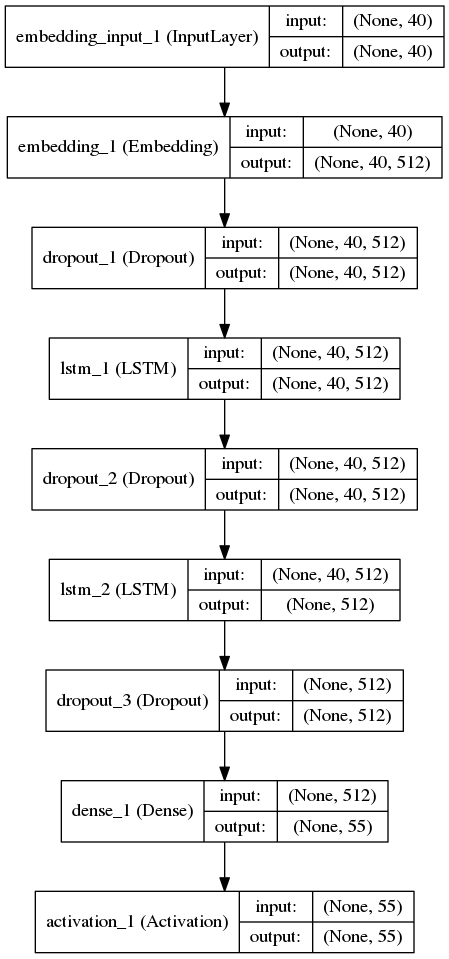 embedding_input_1 (InputLayer)
input: (None, 40)
output: (None, 40)
embedding_1 (Embedding)
input: (None, 40)
output: (None, 40, 512)
dropout_1 (Dropout)
input: (None, 40, 512)
output: (None, 40, 512)
lstm_1 (LSTM)
input: (None, 40, 512)
output: (None, 40, 512)
dropout_2 (Dropout)
input: (None, 40, 512)
output: (None, 40, 512)
lstm_2 (LSTM)
input: (None, 40, 512)
output: (None, 512)
dropout_3 (Dropout)
input: (None, 512)
output: (None, 512)
dense_1 (Dense)
input: (None, 512)
output: (None, 55)
activation_1 (Activation)
input: (None, 55)
output: (None, 55)